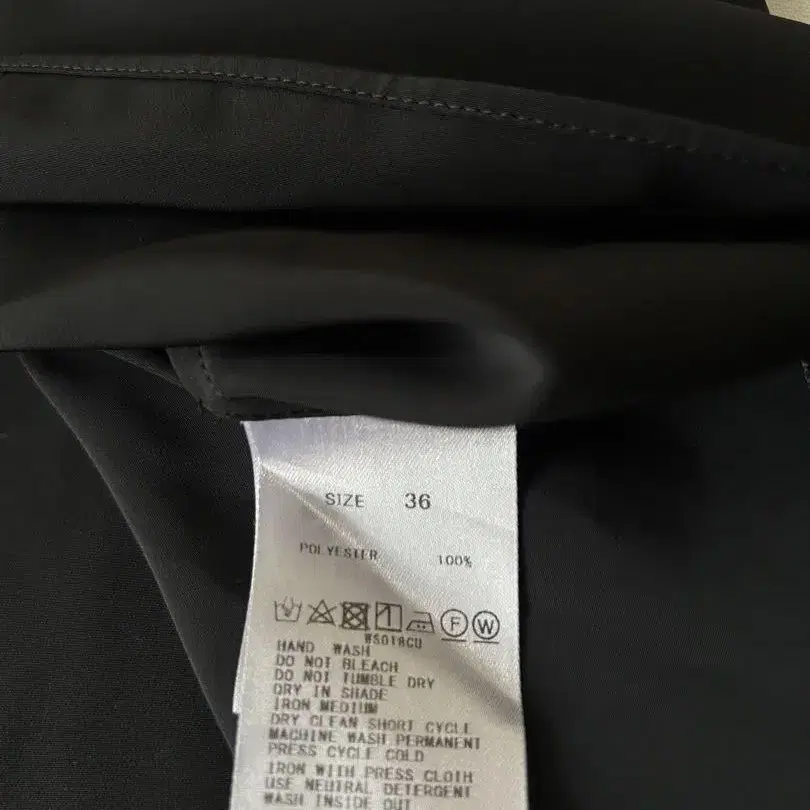 SIZE 36
POLYESTER 100%
F W
WS018CU
HAND WASH
DO NOT BLEACH
DO NOT TUMBLE DRY
DRY IN SHADE
IRON MEDIUM
DRY CLEAN SHORT CYCLE
MACHINE WASH PERMANENT
PRESS CYCLE COLD
IRON WITH PRESS CLOTH
USE NEUTRAL DETERGENT
WASH INSIDE OUT